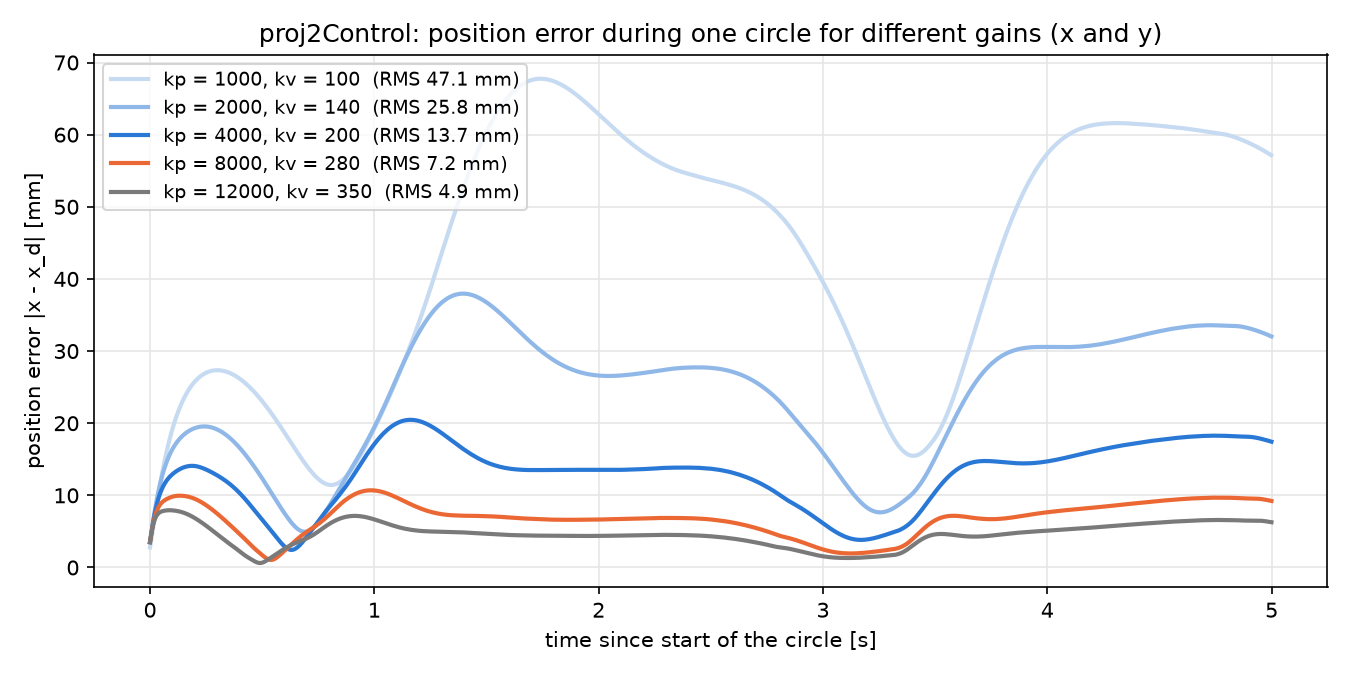 proj2Control: position error during one circle for different gains (x and y)
kp = 1000, kv = 100  (RMS 47.1 mm)
kp = 2000, kv = 140  (RMS 25.8 mm)
kp = 4000, kv = 200  (RMS 13.7 mm)
kp = 8000, kv = 280  (RMS 7.2 mm)
kp = 12000, kv = 350  (RMS 4.9 mm)
position error |x - x_d| [mm]
70
60
50
40
30
20
10
0
0 1 2 3 4 5
time since start of the circle [s]